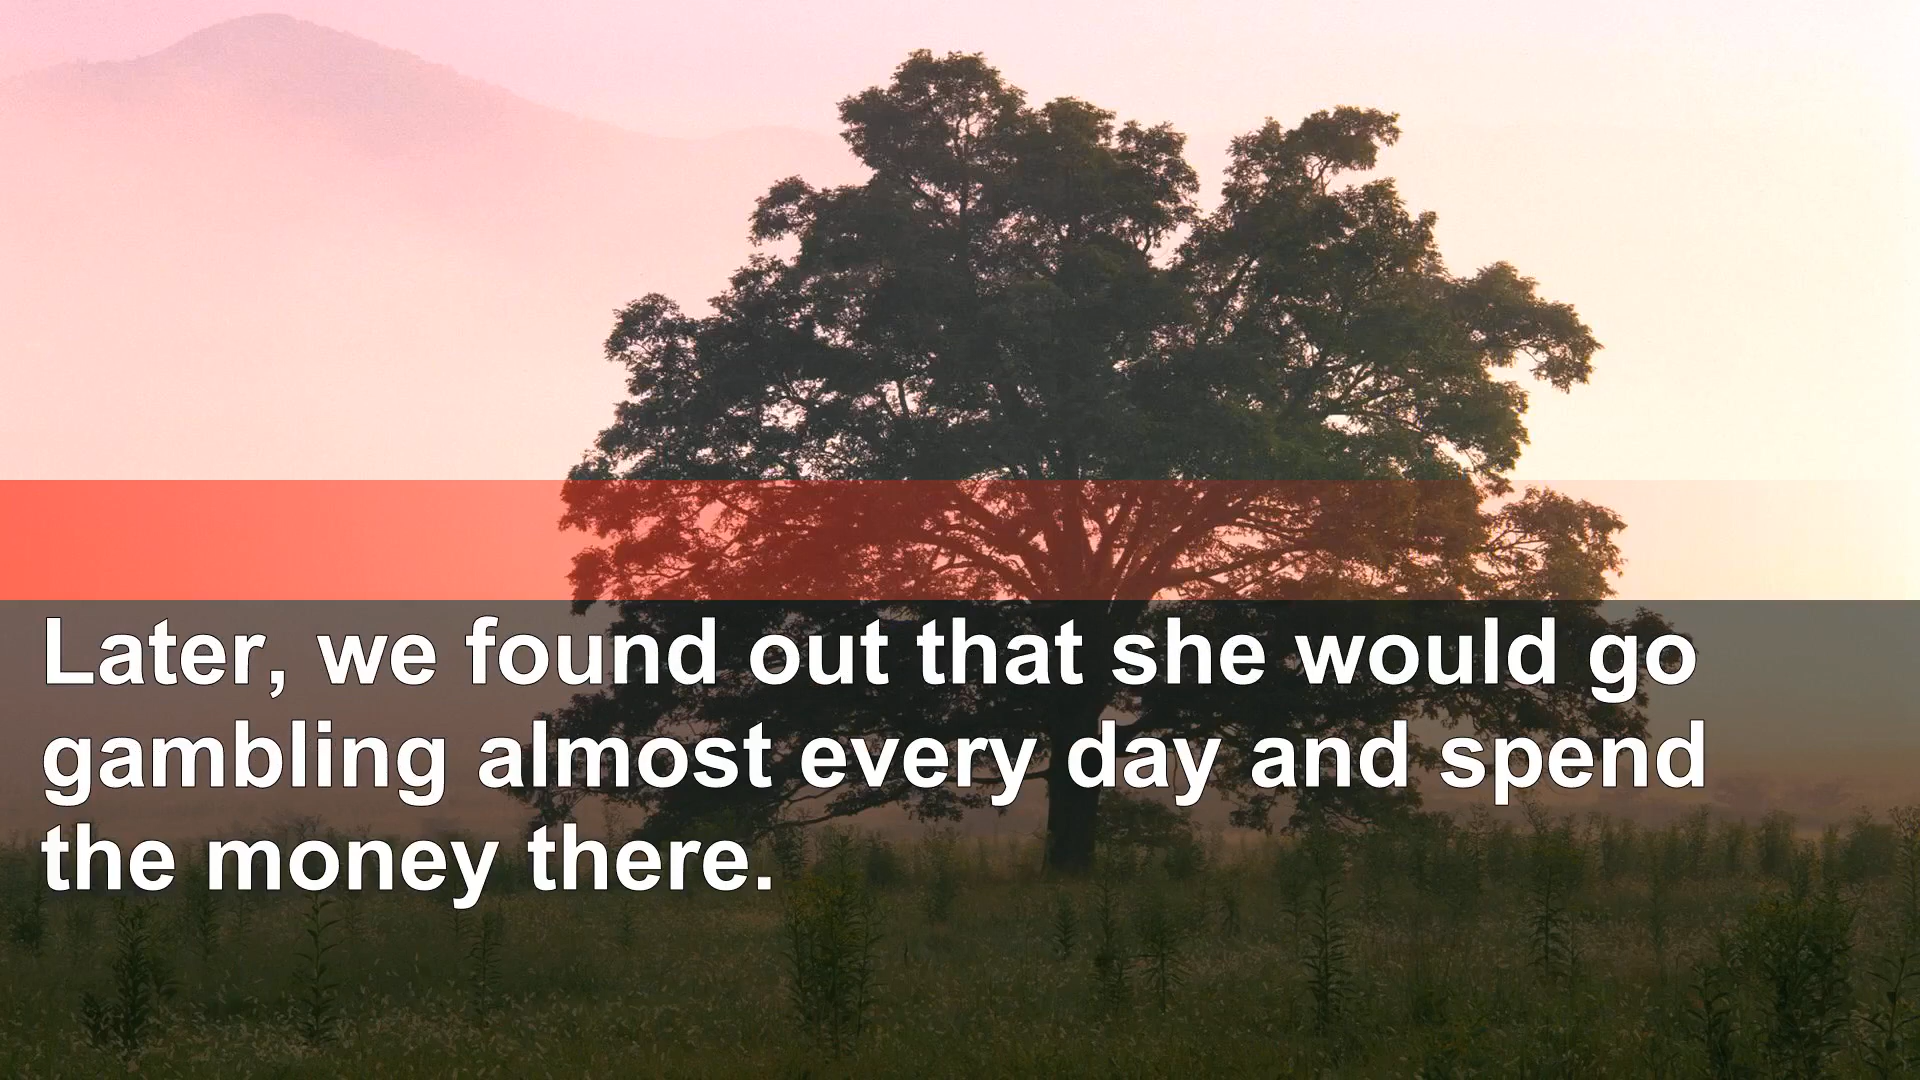 Later, we found out that she would go
gambling almost every day and spend
the money there.